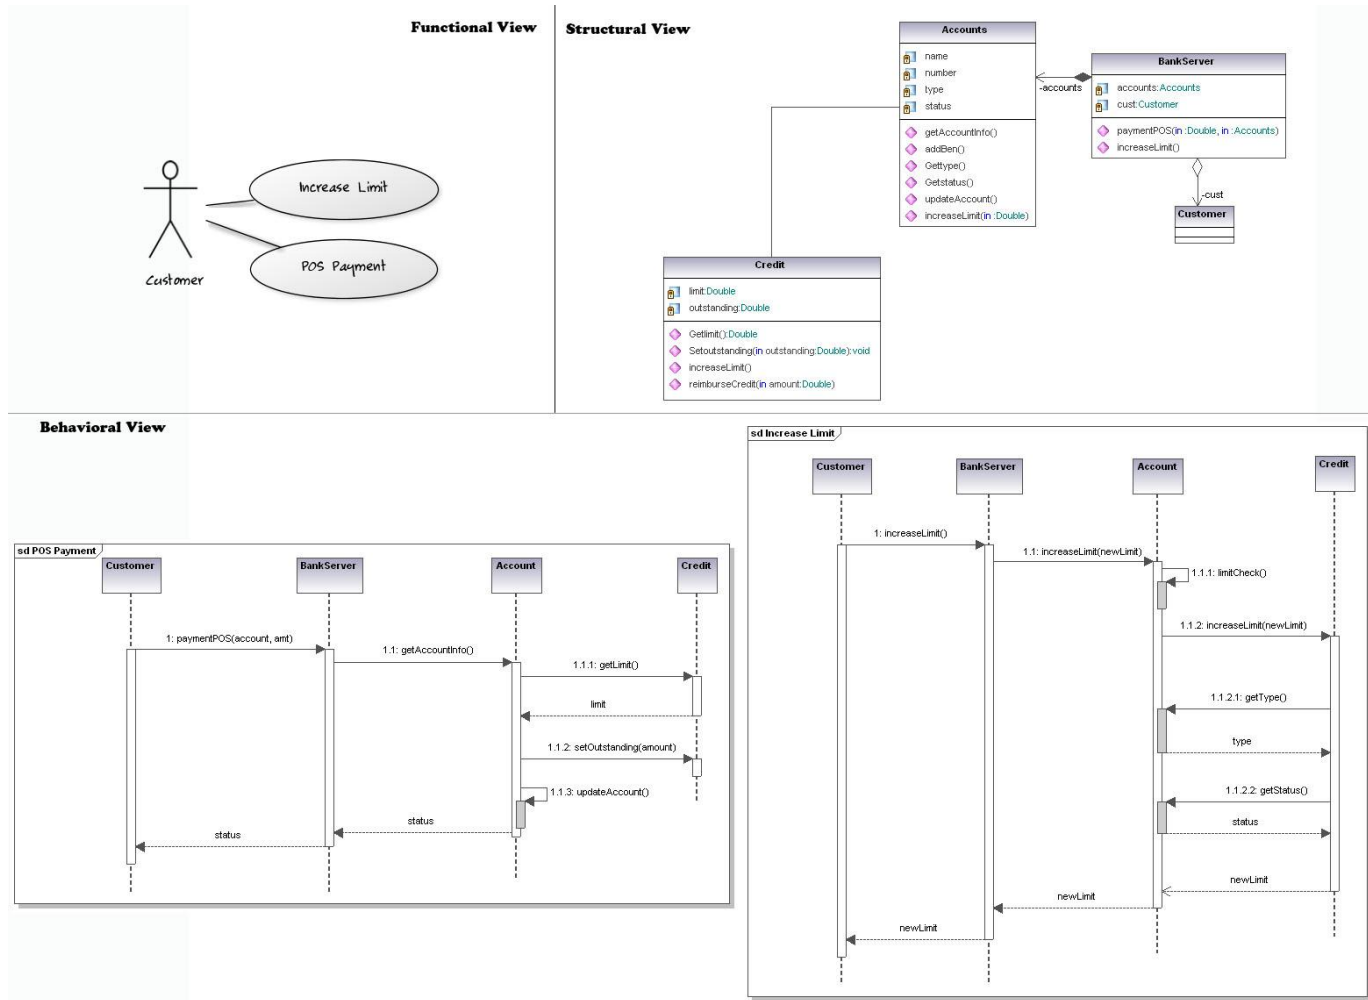 Functional View
Increase Limit
POS Payment
Customer
Structural View
Accounts
name
number
type
status
getAccountInfo()
addBen()
Gettype()
Getstatus()
updateAccount()
increaseLimit(in :Double)
-accounts
BankServer
accounts:Accounts
cust:Customer
paymentPOS(in :Double, in :Accounts)
increaseLimit()
-cust
Customer
Credit
limit:Double
outstanding:Double
Getlimit():Double
Setoutstanding(in outstanding:Double):void
increaseLimit()
reimburseCredit(in amount:Double)
Behavioral View
sd POS Payment
Customer
BankServer
Account
Credit
1: paymentPOS(account, amt)
1.1: getAccountInfo()
1.1.1: getLimit()
limit
1.1.2: setOutstanding(amount)
1.1.3: updateAccount()
status
status
sd Increase Limit
Customer
BankServer
Account
Credit
1: increaseLimit()
1.1: increaseLimit(newLimit)
1.1.1: limitCheck()
1.1.2: increaseLimit(newLimit)
1.1.2.1: getType()
type
1.1.2.2: getStatus()
status
newLimit
newLimit
newLimit